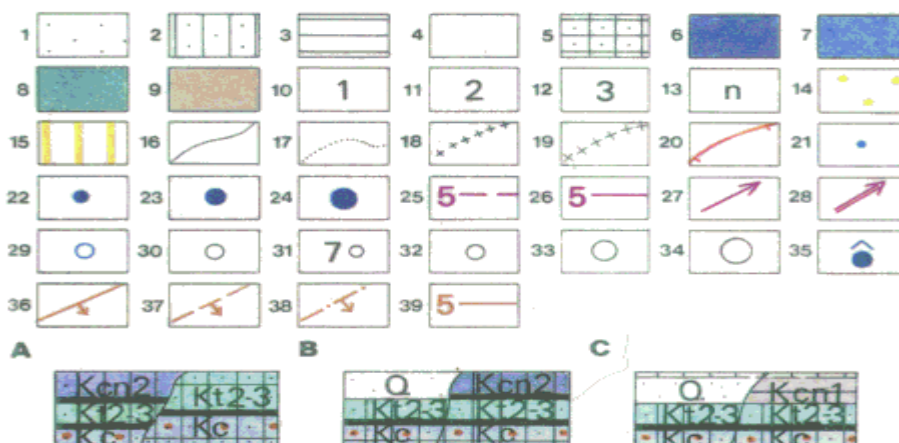 1 2 3 4 5 6 7
8 9 10 1 11 2 12 3 13 n 14
15 16 17 18 19 20 21
22 23 24 25 5 26 5 27 28
29 30 31 7 32 33 34 35
36 37 38 39 5
A B C
Kcn2 Kt2-3 Q Kcn2 Q Kcn1
Kt2-3 Kt2-3 Kt2-3 Kt2-3 Kt2-3
Kc Kc Kc Kc Kc Kc